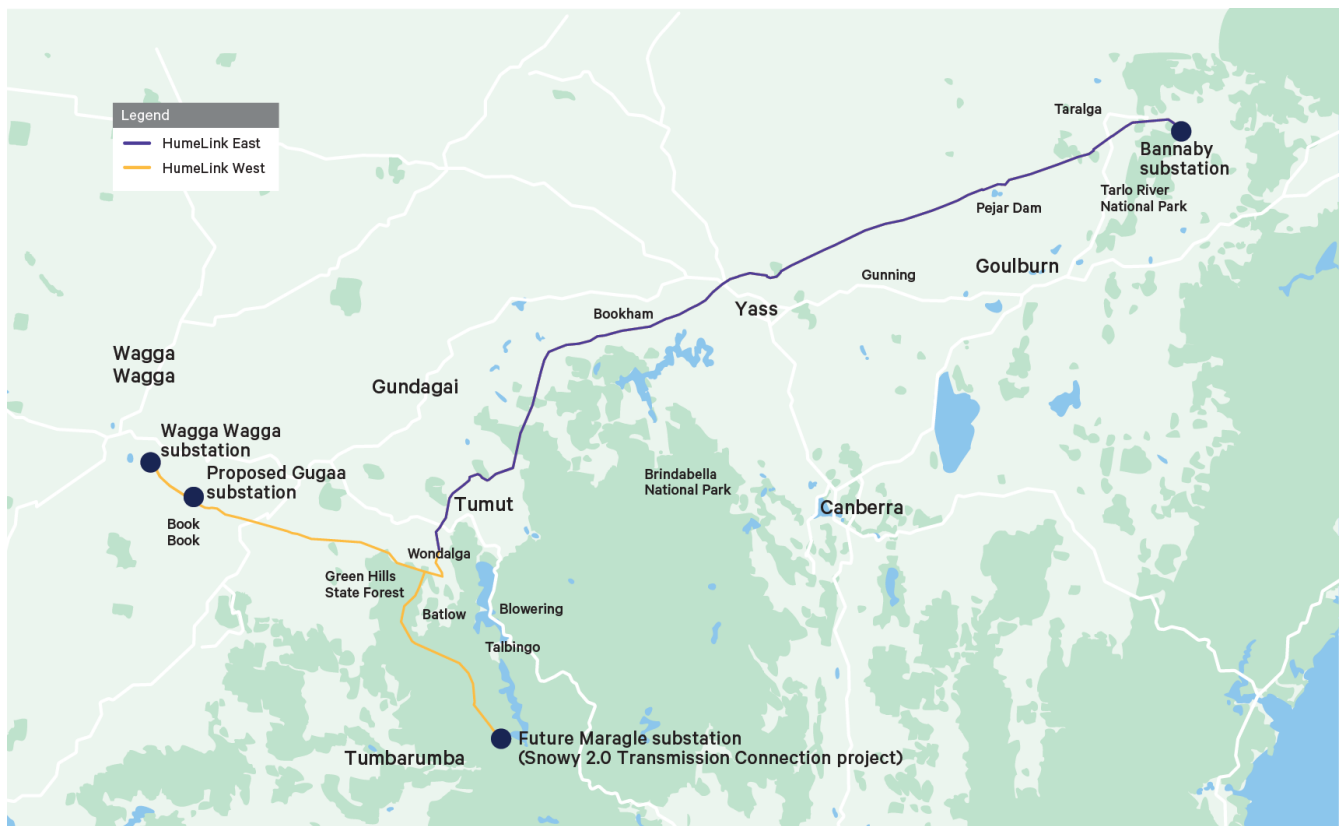 Legend
HumeLink East
HumeLink West
Taralga
Bannaby
substation
Tarlo River
National Park
Pejar Dam
Goulburn
Gunning
Yass
Bookham
Wagga
Wagga
Gundagai
Wagga Wagga
substation
Proposed Gugaa
substation
Book
Book
Brindabella
National Park
Tumut
Canberra
Wondalga
Green Hills
State Forest
Batlow
Blowering
Talbingo
Tumbarumba
Future Maragle substation
(Snowy 2.0 Transmission Connection project)